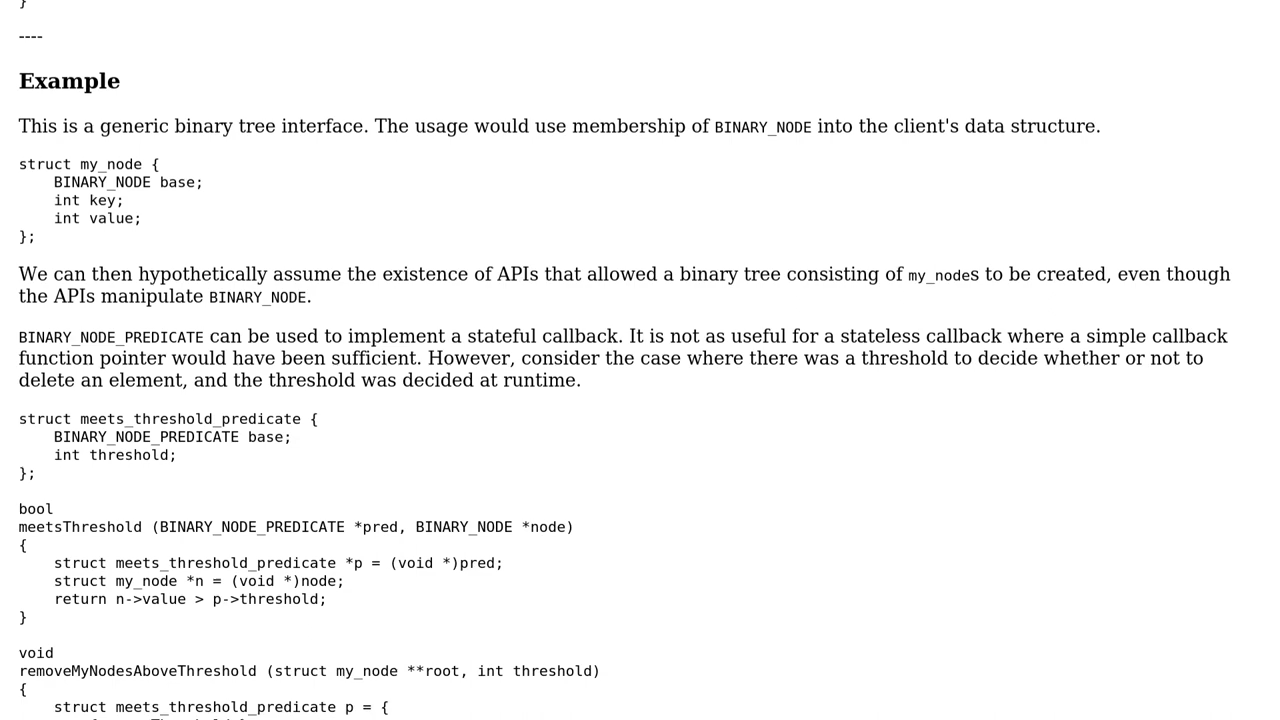 }
----
Example
This is a generic binary tree interface. The usage would use membership of BINARY_NODE into the client's data structure.
struct my_node {
    BINARY_NODE base;
    int key;
    int value;
};
We can then hypothetically assume the existence of APIs that allowed a binary tree consisting of my_nodes to be created, even though
the APIs manipulate BINARY_NODE.
BINARY_NODE_PREDICATE can be used to implement a stateful callback. It is not as useful for a stateless callback where a simple callback
function pointer would have been sufficient. However, consider the case where there was a threshold to decide whether or not to
delete an element, and the threshold was decided at runtime.
struct meets_threshold_predicate {
    BINARY_NODE_PREDICATE base;
    int threshold;
};
bool
meetsThreshold (BINARY_NODE_PREDICATE *pred, BINARY_NODE *node)
{
    struct meets_threshold_predicate *p = (void *)pred;
    struct my_node *n = (void *)node;
    return n->value > p->threshold;
}
void
removeMyNodesAboveThreshold (struct my_node **root, int threshold)
{
    struct meets_threshold_predicate p = {